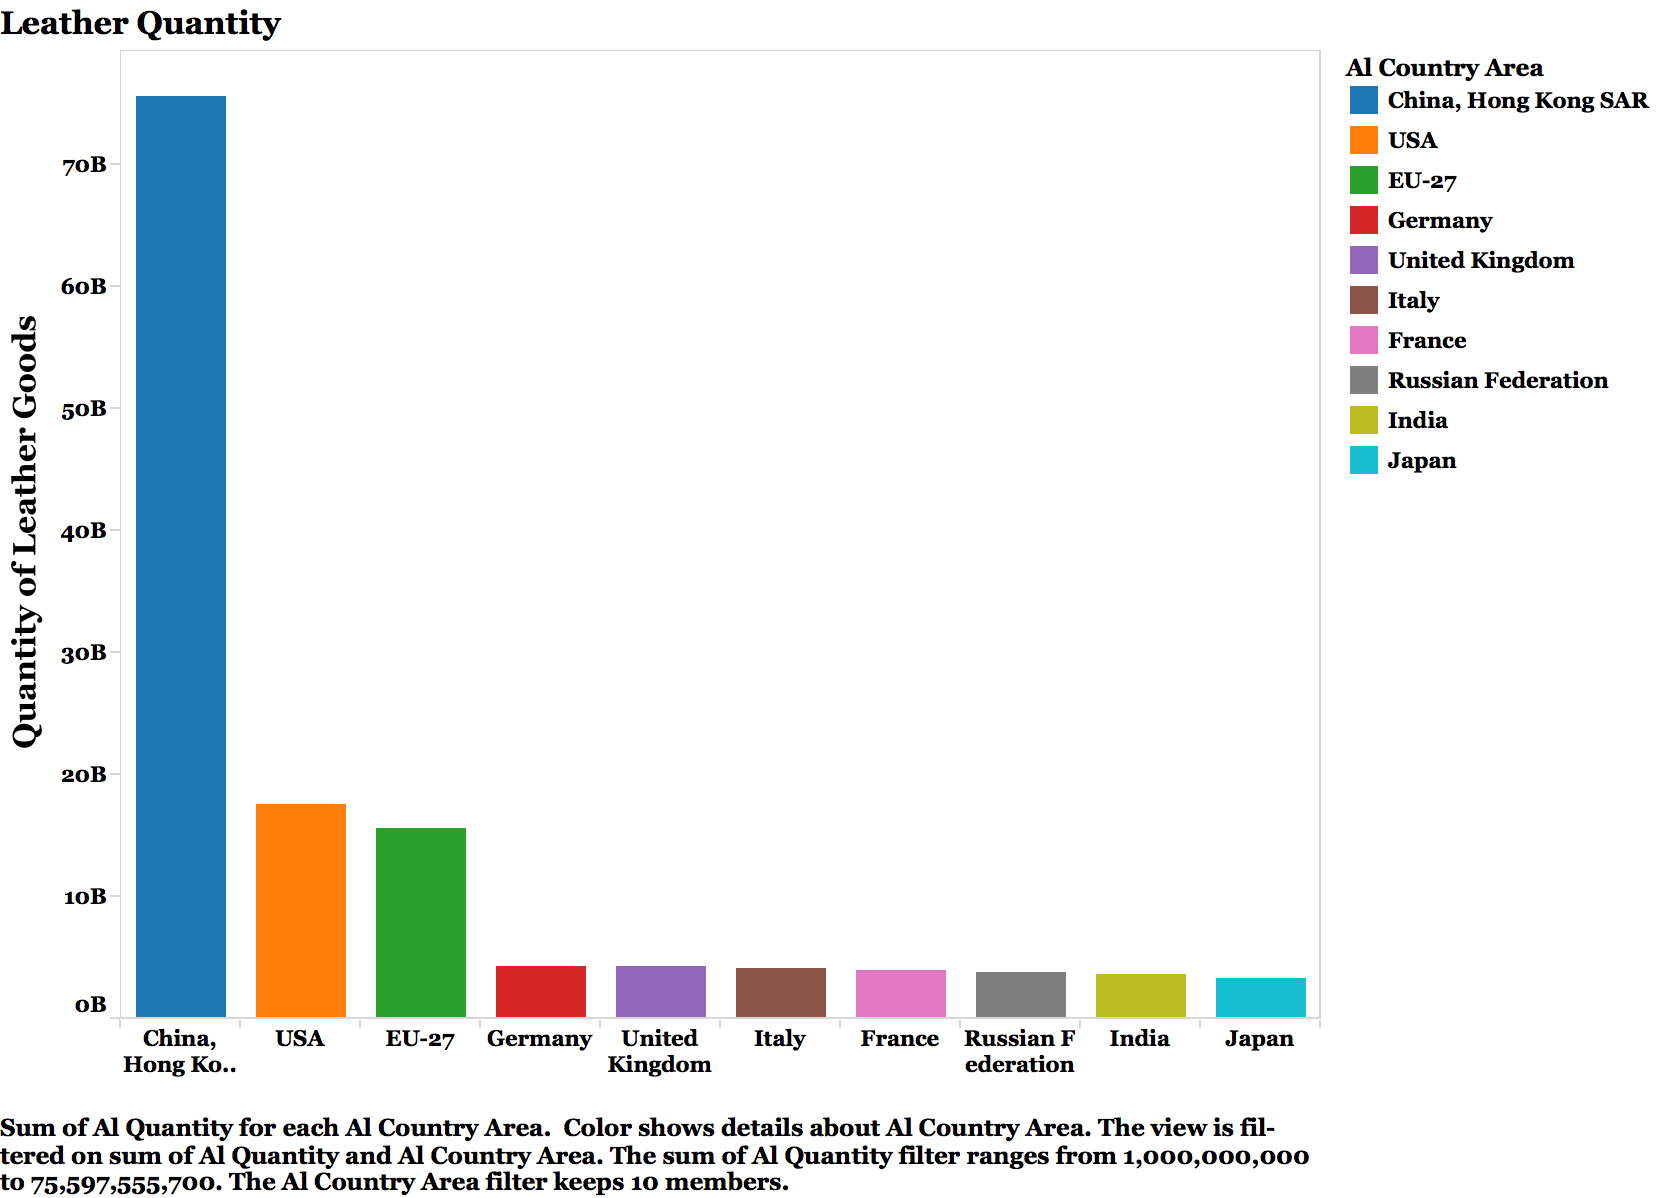 Leather Quantity
Quantity of Leather Goods
70B
60B
50B
40B
30B
20B
10B
0B
China,
Hong Ko..
USA
EU-27
Germany
United
Kingdom
Italy
France
Russian F
ederation
India
Japan
Al Country Area
China, Hong Kong SAR
USA
EU-27
Germany
United Kingdom
Italy
France
Russian Federation
India
Japan
Sum of Al Quantity for each Al Country Area.  Color shows details about Al Country Area. The view is fil-
tered on sum of Al Quantity and Al Country Area. The sum of Al Quantity filter ranges from 1,000,000,000
to 75,597,555,700. The Al Country Area filter keeps 10 members.